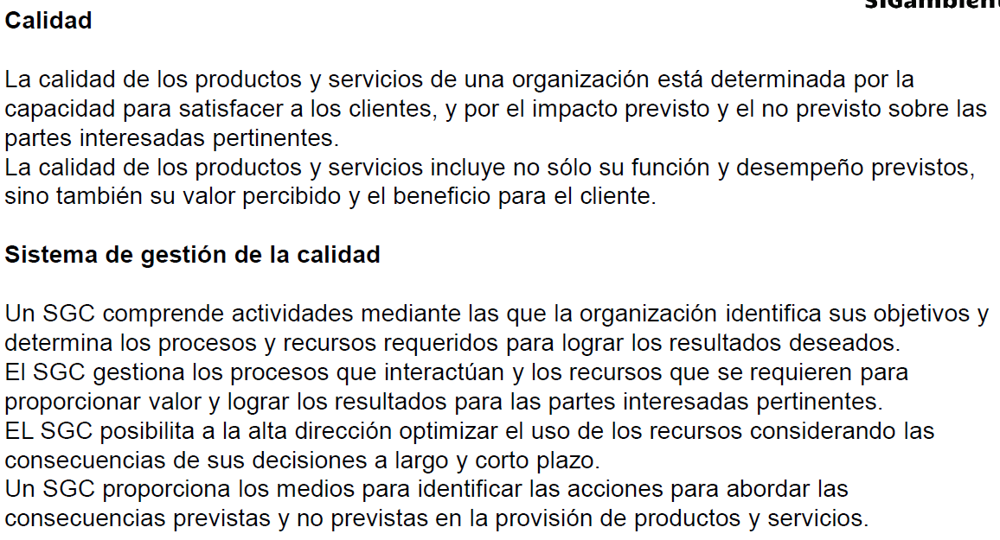 Calidad
La calidad de los productos y servicios de una organización está determinada por la
capacidad para satisfacer a los clientes, y por el impacto previsto y el no previsto sobre las
partes interesadas pertinentes.
La calidad de los productos y servicios incluye no sólo su función y desempeño previstos,
sino también su valor percibido y el beneficio para el cliente.
Sistema de gestión de la calidad
Un SGC comprende actividades mediante las que la organización identifica sus objetivos y
determina los procesos y recursos requeridos para lograr los resultados deseados.
El SGC gestiona los procesos que interactúan y los recursos que se requieren para
proporcionar valor y lograr los resultados para las partes interesadas pertinentes.
EL SGC posibilita a la alta dirección optimizar el uso de los recursos considerando las
consecuencias de sus decisiones a largo y corto plazo.
Un SGC proporciona los medios para identificar las acciones para abordar las
consecuencias previstas y no previstas en la provisión de productos y servicios.